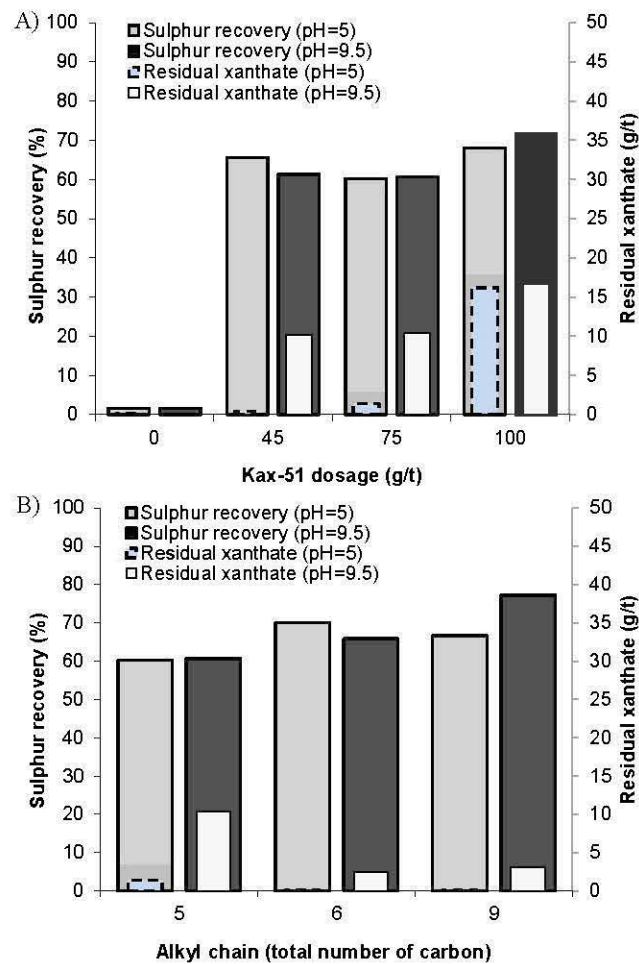 A)
Sulphur recovery (pH=5)
Sulphur recovery (pH=9.5)
Residual xanthate (pH=5)
Residual xanthate (pH=9.5)
100
90
80
70
60
50
40
30
20
10
0
Sulphur recovery (%)
50
45
40
35
30
25
20
15
10
5
0
Residual xanthate (g/t)
0 45 75 100
Kax-51 dosage (g/t)
B)
Sulphur recovery (pH=5)
Sulphur recovery (pH=9.5)
Residual xanthate (pH=5)
Residual xanthate (pH=9.5)
100
90
80
70
60
50
40
30
20
10
0
Sulphur recovery (%)
50
45
40
35
30
25
20
15
10
5
0
Residual xanthate (g/t)
5 6 9
Alkyl chain (total number of carbon)